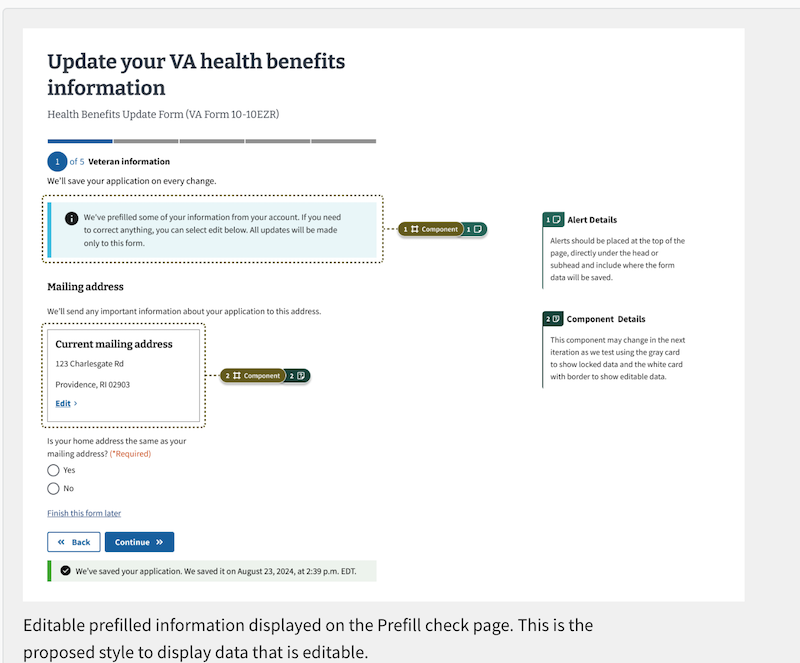 Update your VA health benefits
information
Health Benefits Update Form (VA Form 10-10EZR)
1 of 5 Veteran information
We'll save your application on every change.
We've prefilled some of your information from your account. If you need
to correct anything, you can select edit below. All updates will be made
only to this form.
1 Component 1
1 Alert Details
Alerts should be placed at the top of the
page, directly under the head or
subhead and include where the form
data will be saved.
Mailing address
We'll send any important information about your application to this address.
Current mailing address
123 Charlesgate Rd
Providence, RI 02903
Edit
2 Component 2
2 Component Details
This component may change in the next
iteration as we test using the gray card
to show locked data and the white card
with border to show editable data.
Is your home address the same as your
mailing address? (*Required)
Yes
No
Finish this form later
Back
Continue
We've saved your application. We saved it on August 23, 2024, at 2:39 p.m. EDT.
Editable prefilled information displayed on the Prefill check page. This is the
proposed style to display data that is editable.